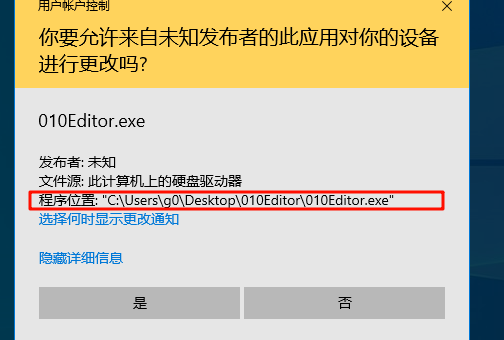 用户帐户控制
你要允许来自未知发布者的此应用对你的设备
进行更改吗?
010Editor.exe
发布者: 未知
文件源: 此计算机上的硬盘驱动器
程序位置: "C:\Users\g0\Desktop\010Editor\010Editor.exe"
选择何时显示更改通知
隐藏详细信息
是
否